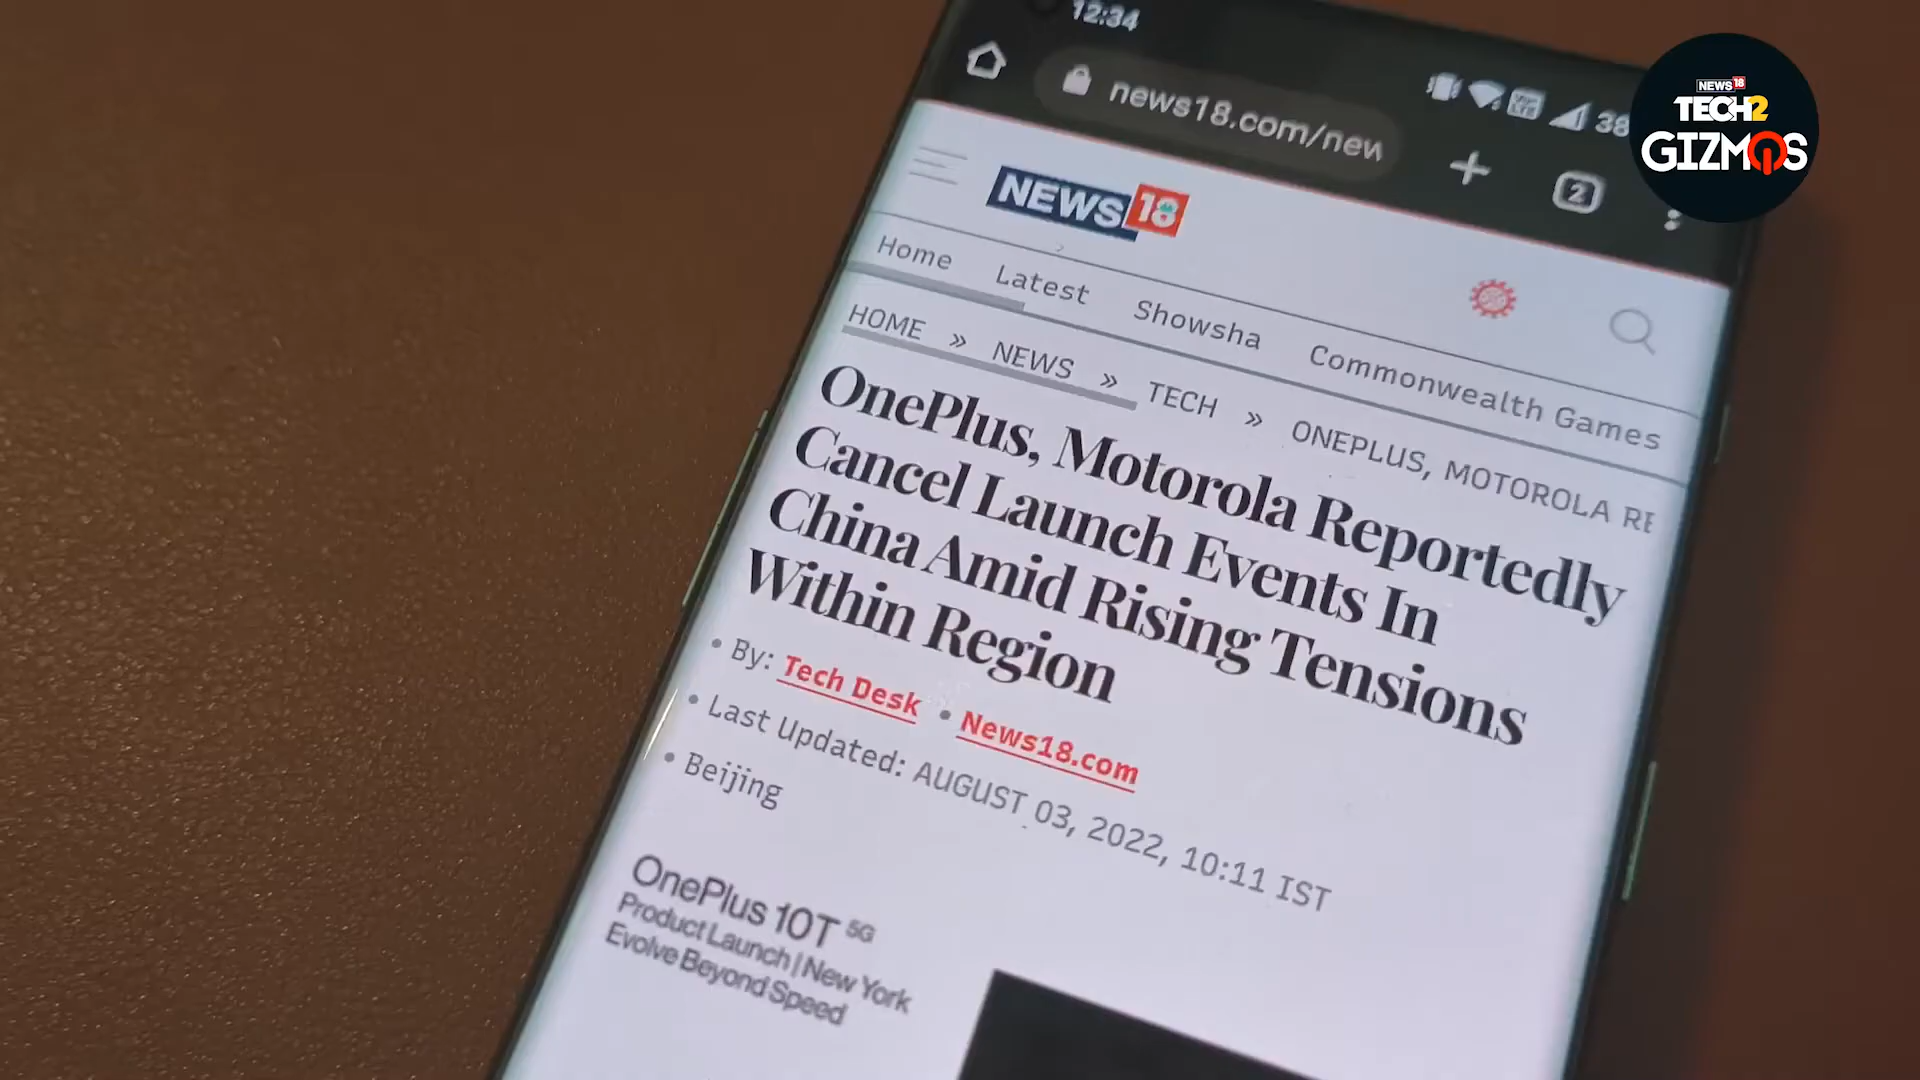 12:34
38
news18.com/new
2
NEWS18
NEWS 18
TECH2
GIZMOS
Home Latest Showsha Commonwealth Games
HOME » NEWS » TECH » ONEPLUS, MOTOROLA RE
OnePlus, Motorola Reportedly
Cancel Launch Events In
China Amid Rising Tensions
Within Region
• By: Tech Desk • News18.com
• Last Updated: AUGUST 03, 2022, 10:11 IST
• Beijing
OnePlus 10T 5G
Product Launch | New York
Evolve Beyond Speed